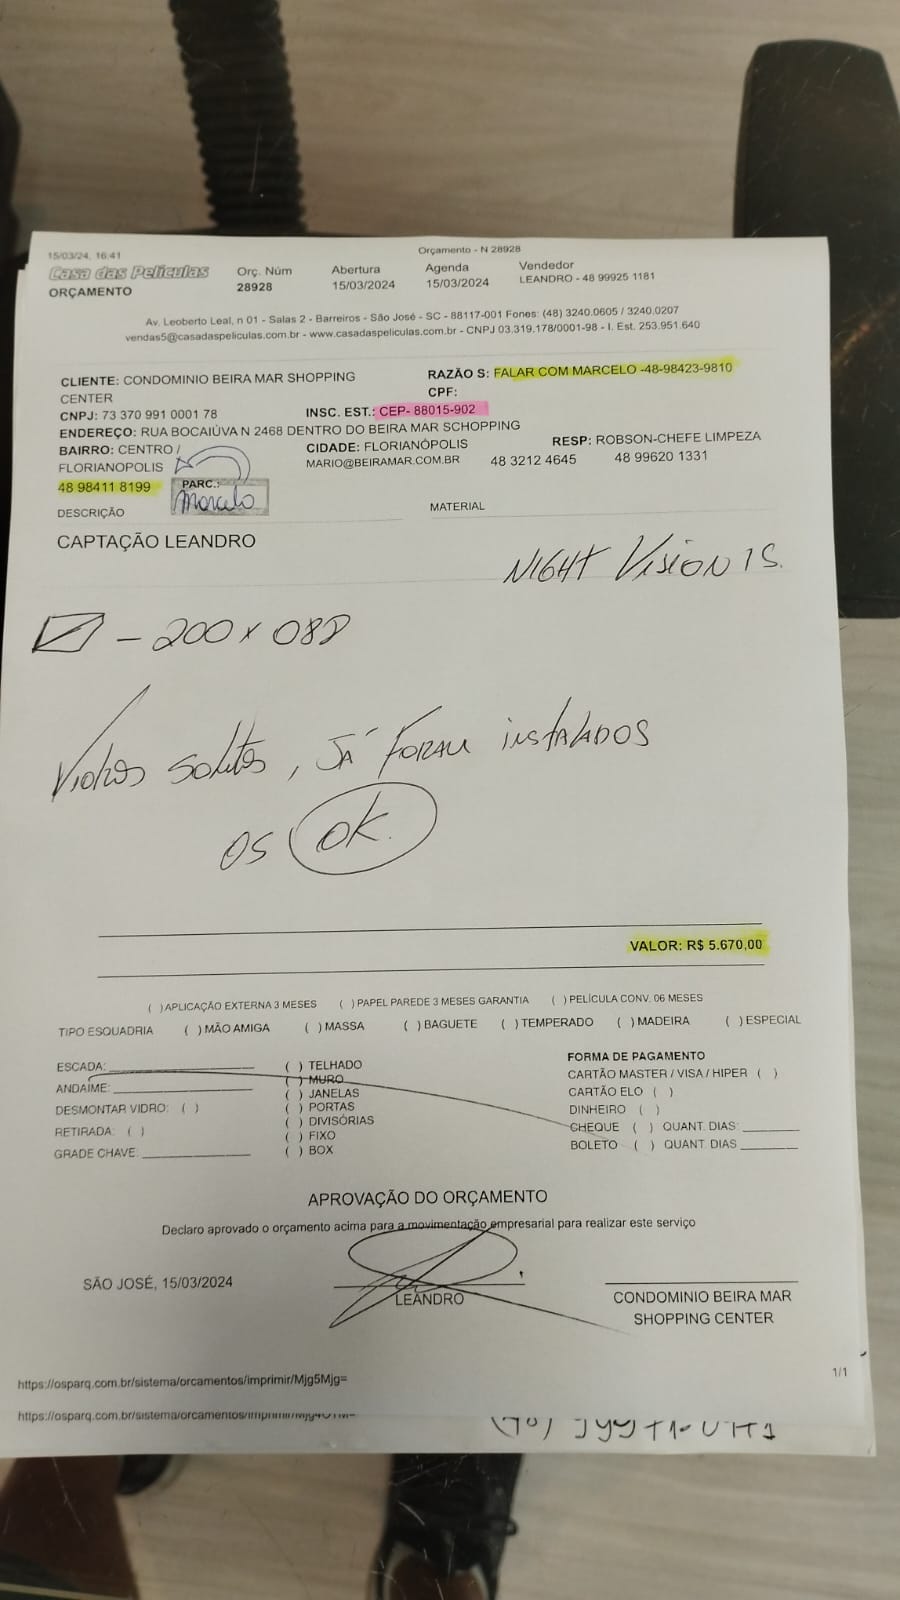 15/03/24, 16:41
Orçamento - N 28928
Casa das Películas
ORÇAMENTO
Orç. Núm
28928
Abertura
15/03/2024
Agenda
15/03/2024
Vendedor
LEANDRO - 48 99925 1181
Av. Leoberto Leal, n 01 - Salas 2 - Barreiros - São José - SC - 88117-001 Fones: (48) 3240.0605 / 3240.0207
vendas5@casadaspeliculas.com.br - www.casadaspeliculas.com.br - CNPJ 03.319.178/0001-98 - I. Est. 253.951.640
CLIENTE: CONDOMINIO BEIRA MAR SHOPPING
CENTER
RAZÃO S: FALAR COM MARCELO -48-98423-9810
CPF:
CNPJ: 73 370 991 0001 78
INSC. EST.: CEP- 88015-902
ENDEREÇO: RUA BOCAIÚVA N 2468 DENTRO DO BEIRA MAR SCHOPPING
BAIRRO: CENTRO /
FLORIANOPOLIS
CIDADE: FLORIANÓPOLIS
RESP: ROBSON-CHEFE LIMPEZA
MARIO@BEIRAMAR.COM.BR
48 3212 4645
48 99620 1331
48 98411 8199
PARC.:
Marcelo
DESCRIÇÃO
MATERIAL
CAPTAÇÃO LEANDRO
NIGHT VISION 15.
- 200 x 088
Vidros soltos, JÁ FORAM instalados
OS OK.
VALOR: R$ 5.670,00
( )APLICAÇÃO EXTERNA 3 MESES ( )PAPEL PAREDE 3 MESES GARANTIA ( )PELÍCULA CONV. 06 MESES
TIPO ESQUADRIA ( )MÃO AMIGA ( )MASSA ( )BAGUETE ( )TEMPERADO ( )MADEIRA ( )ESPECIAL
ESCADA:
ANDAIME:
DESMONTAR VIDRO: ( )
RETIRADA: ( )
GRADE CHAVE.
( ) TELHADO
( ) MURO
( ) JANELAS
( ) PORTAS
( ) DIVISÓRIAS
( ) FIXO
( ) BOX
FORMA DE PAGAMENTO
CARTÃO MASTER / VISA / HIPER ( )
CARTÃO ELO ( )
DINHEIRO ( )
CHEQUE ( ) QUANT. DIAS:
BOLETO ( ) QUANT. DIAS
APROVAÇÃO DO ORÇAMENTO
Declaro aprovado o orçamento acima para a movimentação empresarial para realizar este serviço
SÃO JOSÉ, 15/03/2024
LEANDRO
CONDOMINIO BEIRA MAR
SHOPPING CENTER
https://osparq.com.br/sistema/orcamentos/imprimir/Mjg5Mjg=
1/1